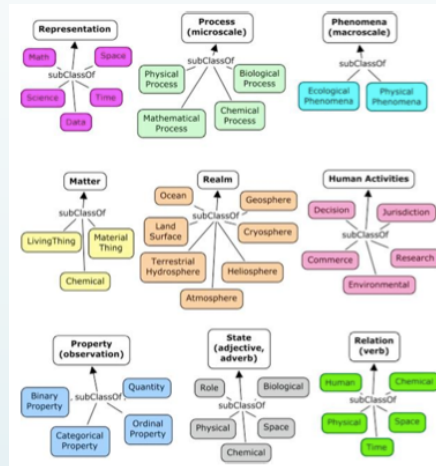 Representation
Math
Space
subClassOf
Science
Time
Data
Process
(microscale)
subClassOf
Physical
Process
Biological
Process
Mathematical
Process
Chemical
Process
Phenomena
(macroscale)
subClassOf
Ecological
Phenomena
Physical
Phenomena
Matter
subClassOf
LivingThing
Material
Thing
Chemical
Realm
Ocean
Geosphere
subClassOf
Land
Surface
Cryosphere
Terrestrial
Hydrosphere
Heliosphere
Atmosphere
Human Activities
Decision
Jurisdiction
subClassOf
Commerce
Research
Environmental
Property
(observation)
Quantity
Binary
Property
subClassOf
Categorical
Property
Ordinal
Property
State
(adjective,
adverb)
Role
Biological
subClassOf
Physical
Space
Chemical
Relation
(verb)
Human
Chemical
subClassOf
Physical
Space
Time